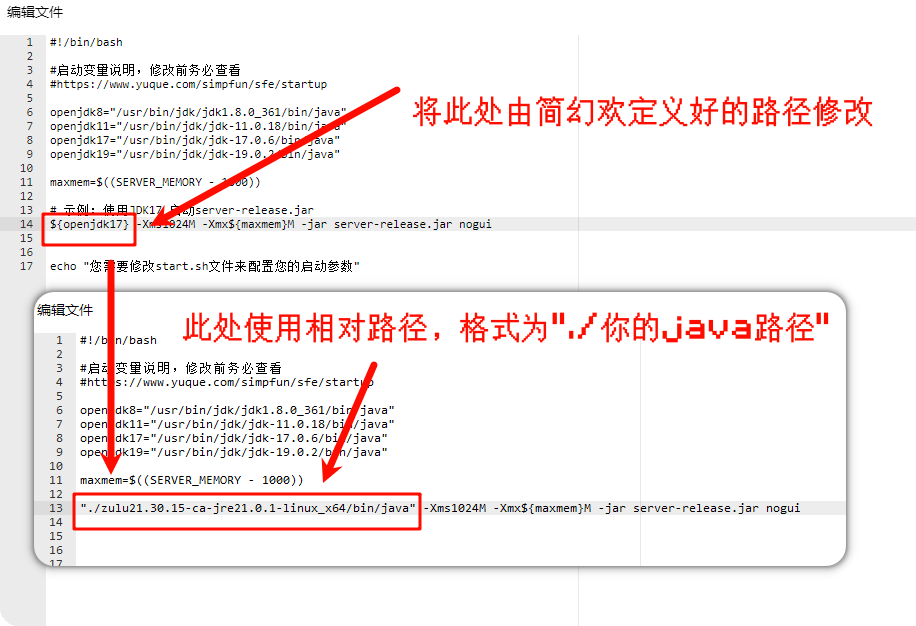 编辑文件
1 #!/bin/bash
2
3 #启动变量说明，修改前务必查看
4 #https://www.yuque.com/simpfun/sfe/startup
5
6 openjdk8="/usr/bin/jdk/jdk1.8.0_361/bin/java"
7 openjdk11="/usr/bin/jdk/jdk-11.0.18/bin/java"
8 openjdk17="/usr/bin/jdk/jdk-17.0.6/bin/java"
9 openjdk19="/usr/bin/jdk/jdk-19.0.2/bin/java"
10
11 maxmem=$((SERVER_MEMORY - 1000))
12
13 # 示例：使用JDK17 启动server-release.jar
14 ${openjdk17} -Xms1024M -Xmx${maxmem}M -jar server-release.jar nogui
15
16
17 echo "您需要修改start.sh文件来配置您的启动参数"
将此处由简幻欢定义好的路径修改
编辑文件
此处使用相对路径，格式为"./你的java路径"
1 #!/bin/bash
2
3 #启动变量说明，修改前务必查看
4 #https://www.yuque.com/simpfun/sfe/startup
5
6 openjdk8="/usr/bin/jdk/jdk1.8.0_361/bin/java"
7 openjdk11="/usr/bin/jdk/jdk-11.0.18/bin/java"
8 openjdk17="/usr/bin/jdk/jdk-17.0.6/bin/java"
9 openjdk19="/usr/bin/jdk/jdk-19.0.2/bin/java"
10
11 maxmem=$((SERVER_MEMORY - 1000))
12
13 "./zulu21.30.15-ca-jre21.0.1-linux_x64/bin/java" -Xms1024M -Xmx${maxmem}M -jar server-release.jar nogui
14
15
16
17